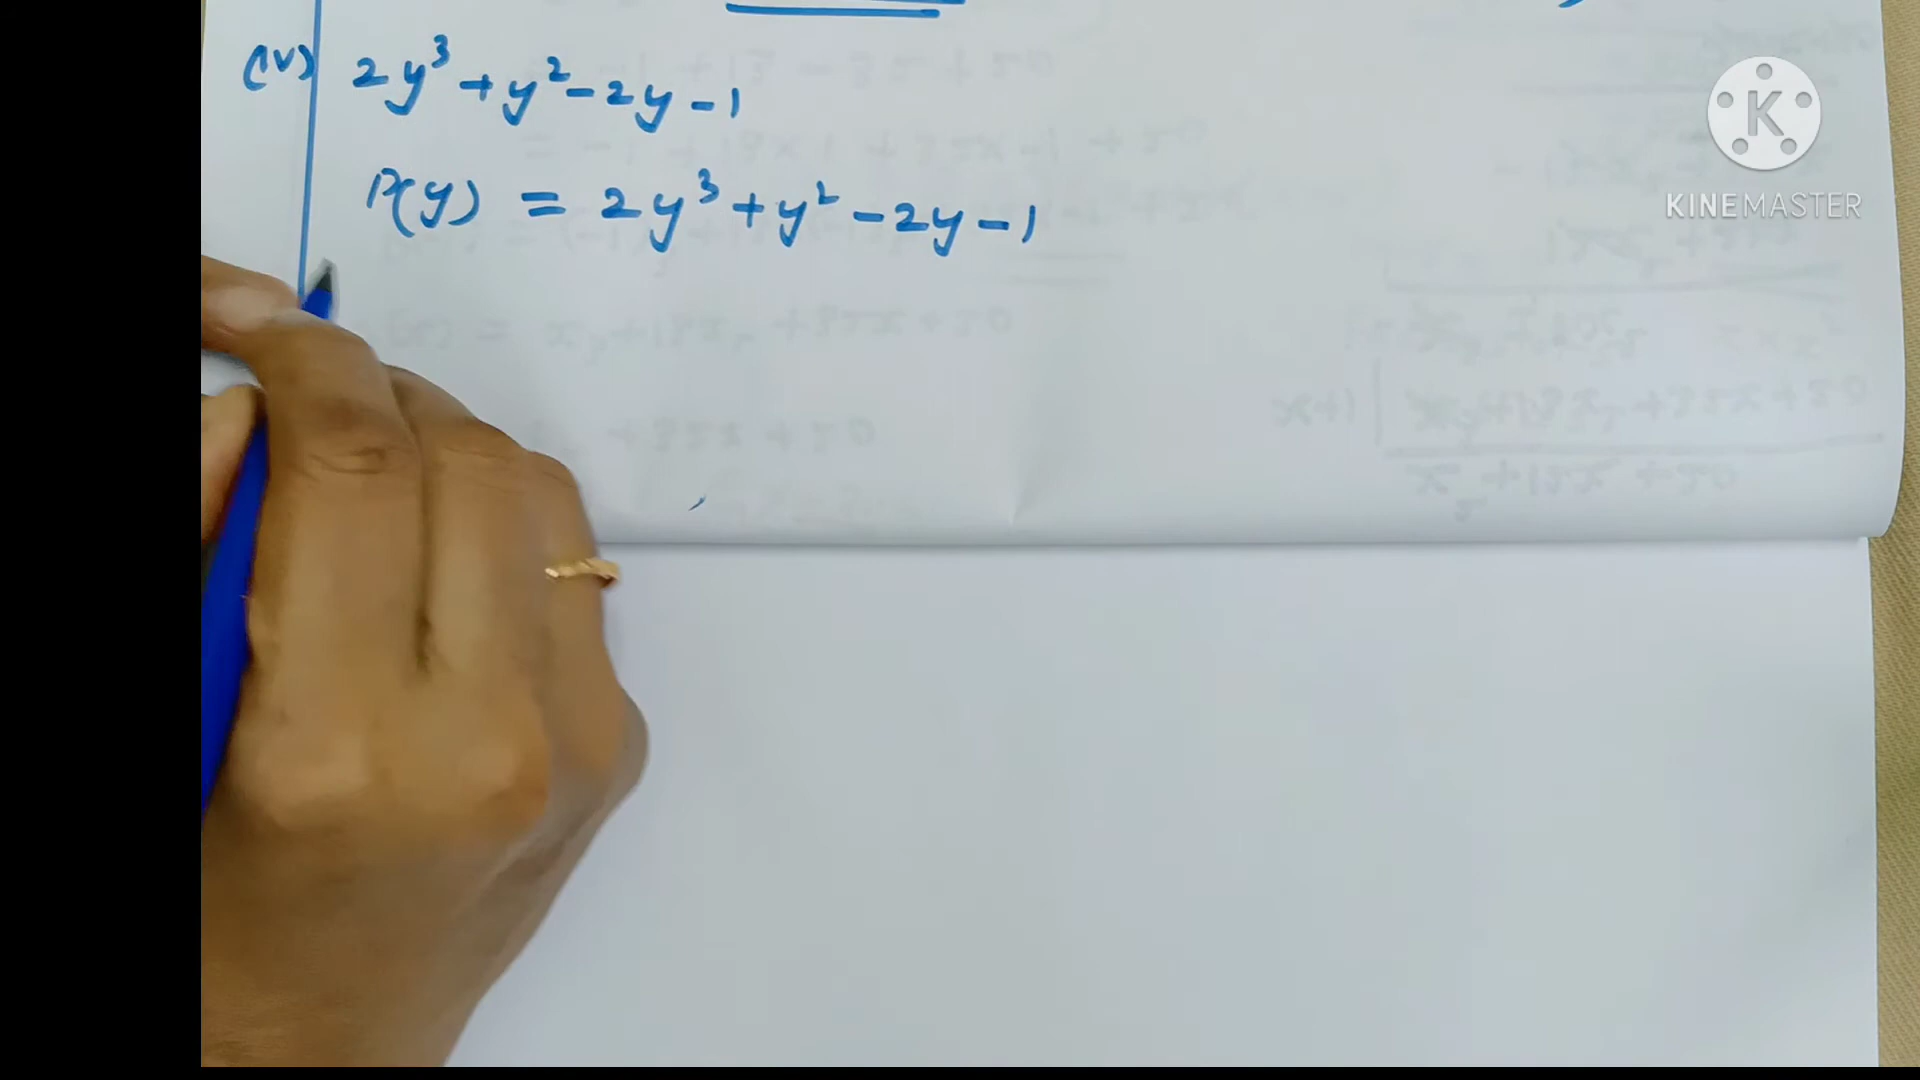 (iv) 2y³ + y² - 2y - 1
P(y) = 2y³ + y² - 2y - 1
K
KINEMASTER